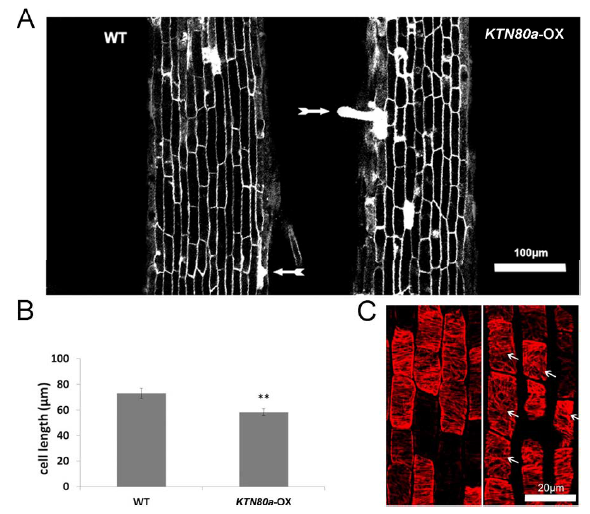 A
WT
KTN80a-OX
100μm
B
C
cell length (μm)
100
80
60
40
20
0
**
WT
KTN80a-OX
20μm